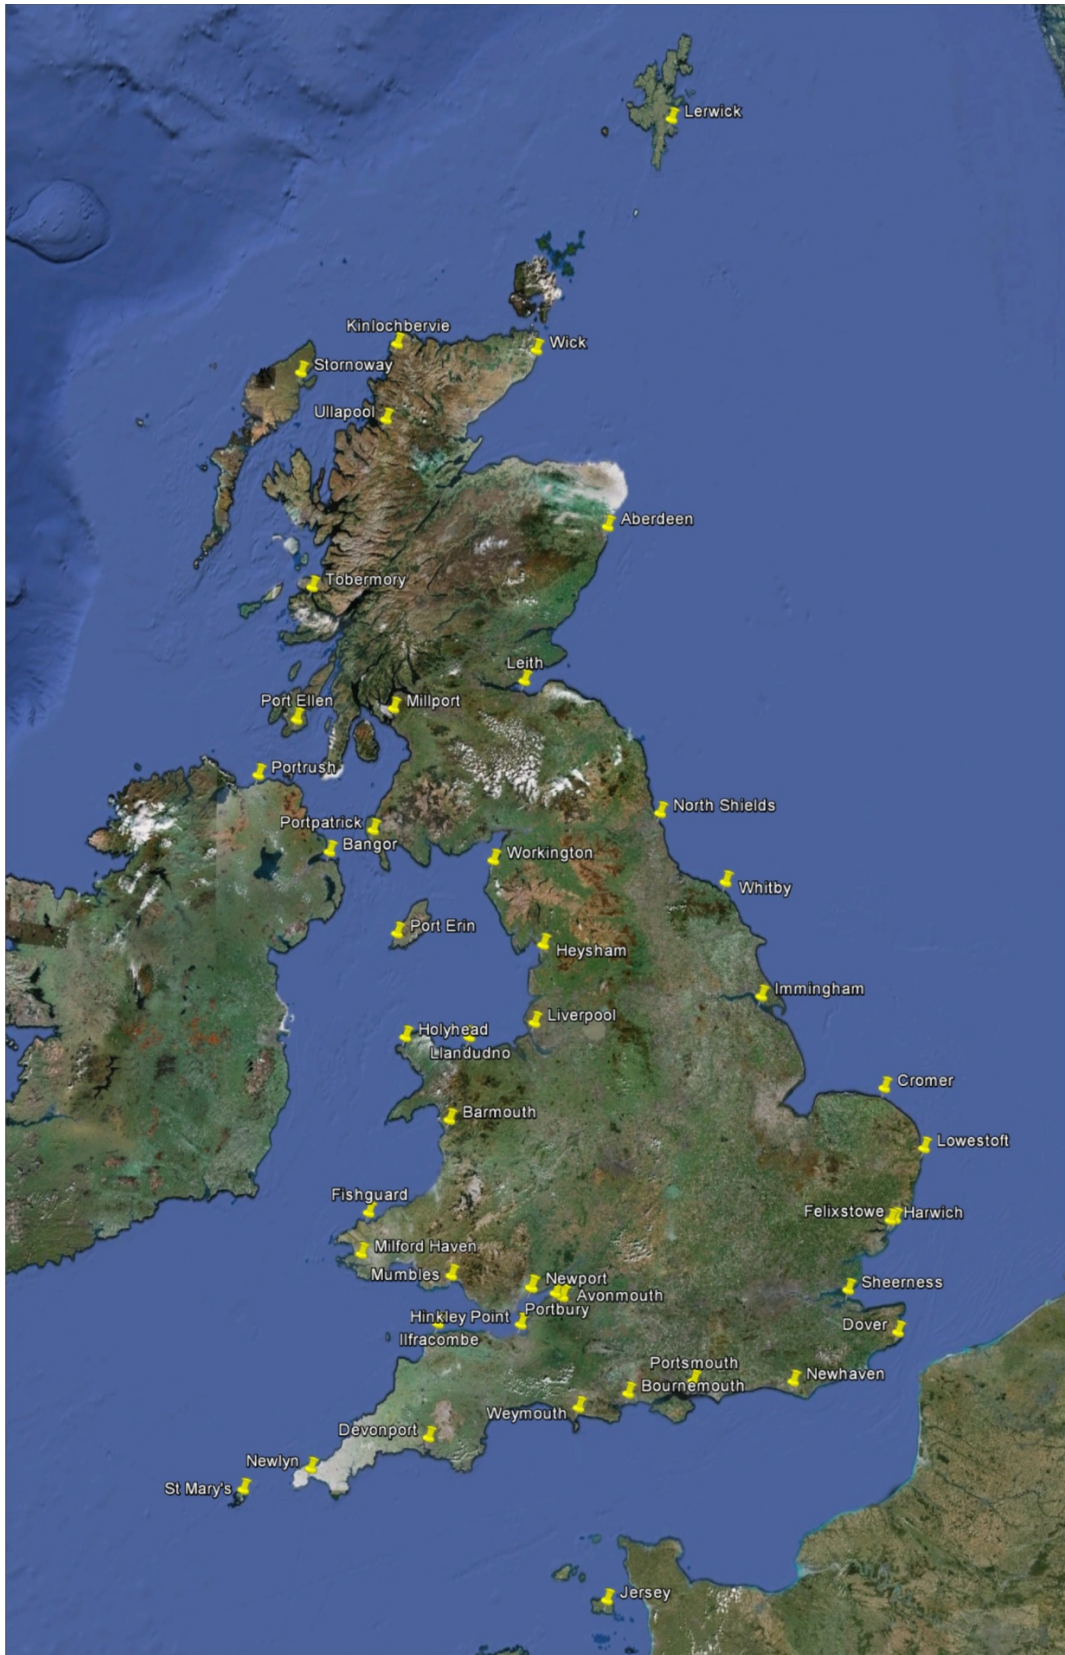 Lerwick
Kinlochbervie
Wick
Stornoway
Ullapool
Aberdeen
Tobermory
Leith
Port Ellen
Millport
Portrush
North Shields
Portpatrick
Bangor
Workington
Whitby
Port Erin
Heysham
Immingham
Liverpool
Holyhead
Llandudno
Cromer
Barmouth
Lowestoft
Fishguard
Felixstowe
Harwich
Milford Haven
Mumbles
Newport
Sheerness
Avonmouth
Portbury
Hinkley Point
Dover
Ilfracombe
Portsmouth
Newhaven
Bournemouth
Weymouth
Devonport
Newlyn
St Mary's
Jersey